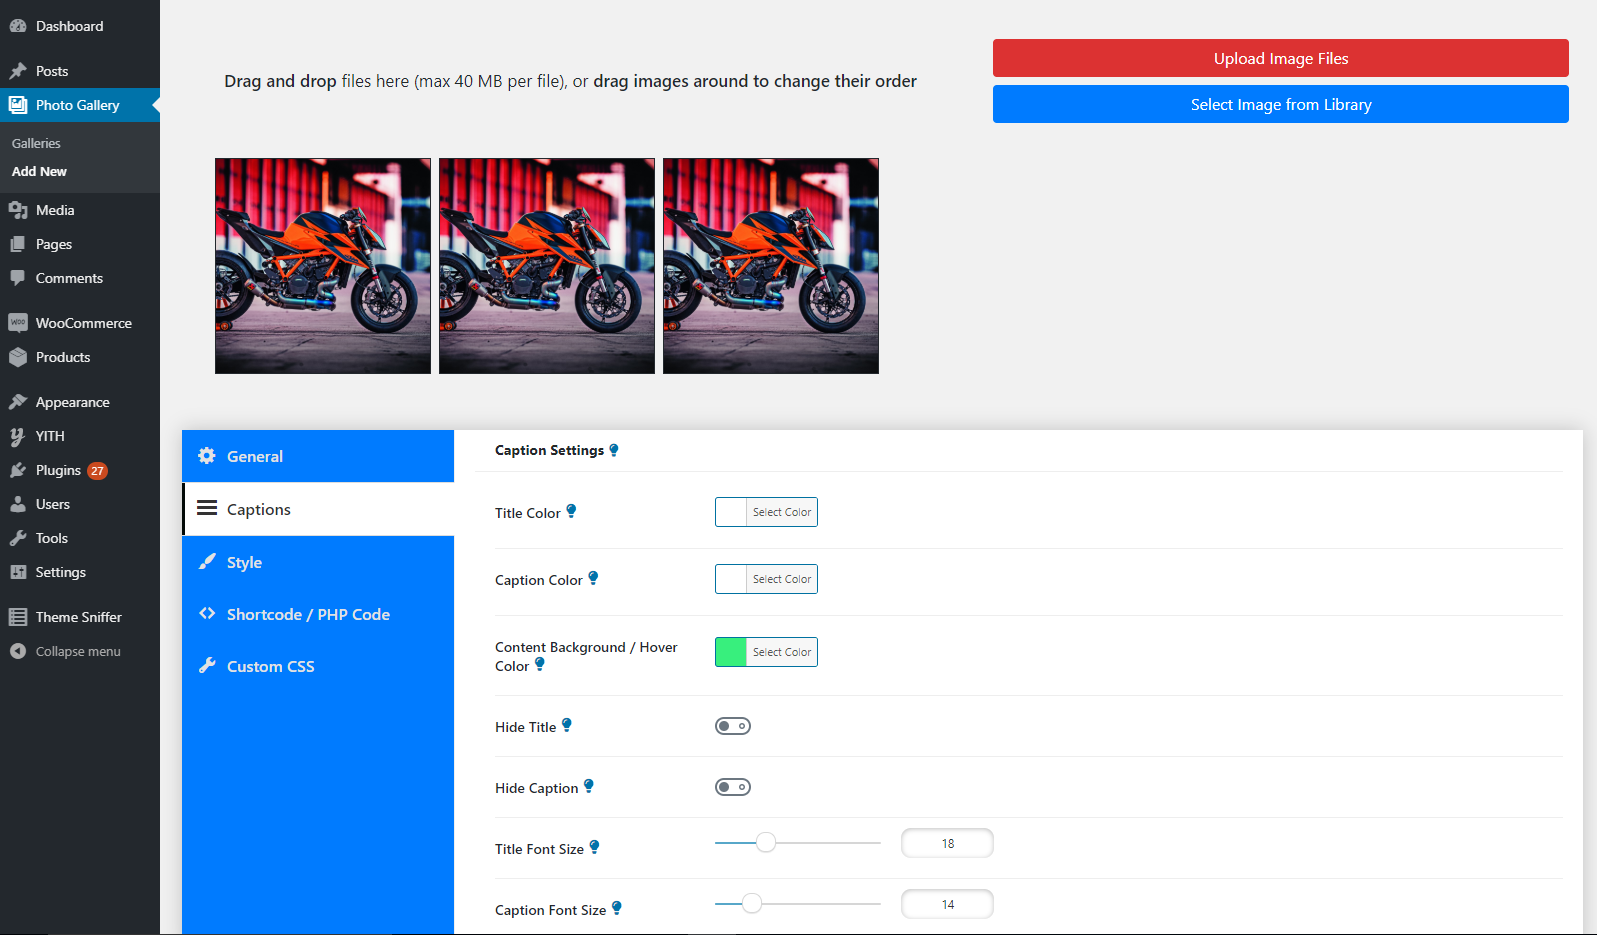 Dashboard
Posts
Photo Gallery
Galleries
Add New
Media
Pages
Comments
WOO
WooCommerce
Products
Appearance
YITH
Plugins 27
Users
Tools
Settings
Theme Sniffer
Collapse menu
Drag and drop files here (max 40 MB per file), or drag images around to change their order
Upload Image Files
Select Image from Library
General
Captions
Style
Shortcode / PHP Code
Custom CSS
Caption Settings
Title Color
Select Color
Caption Color
Select Color
Content Background / Hover
Color
Select Color
Hide Title
Hide Caption
Title Font Size
18
Caption Font Size
14